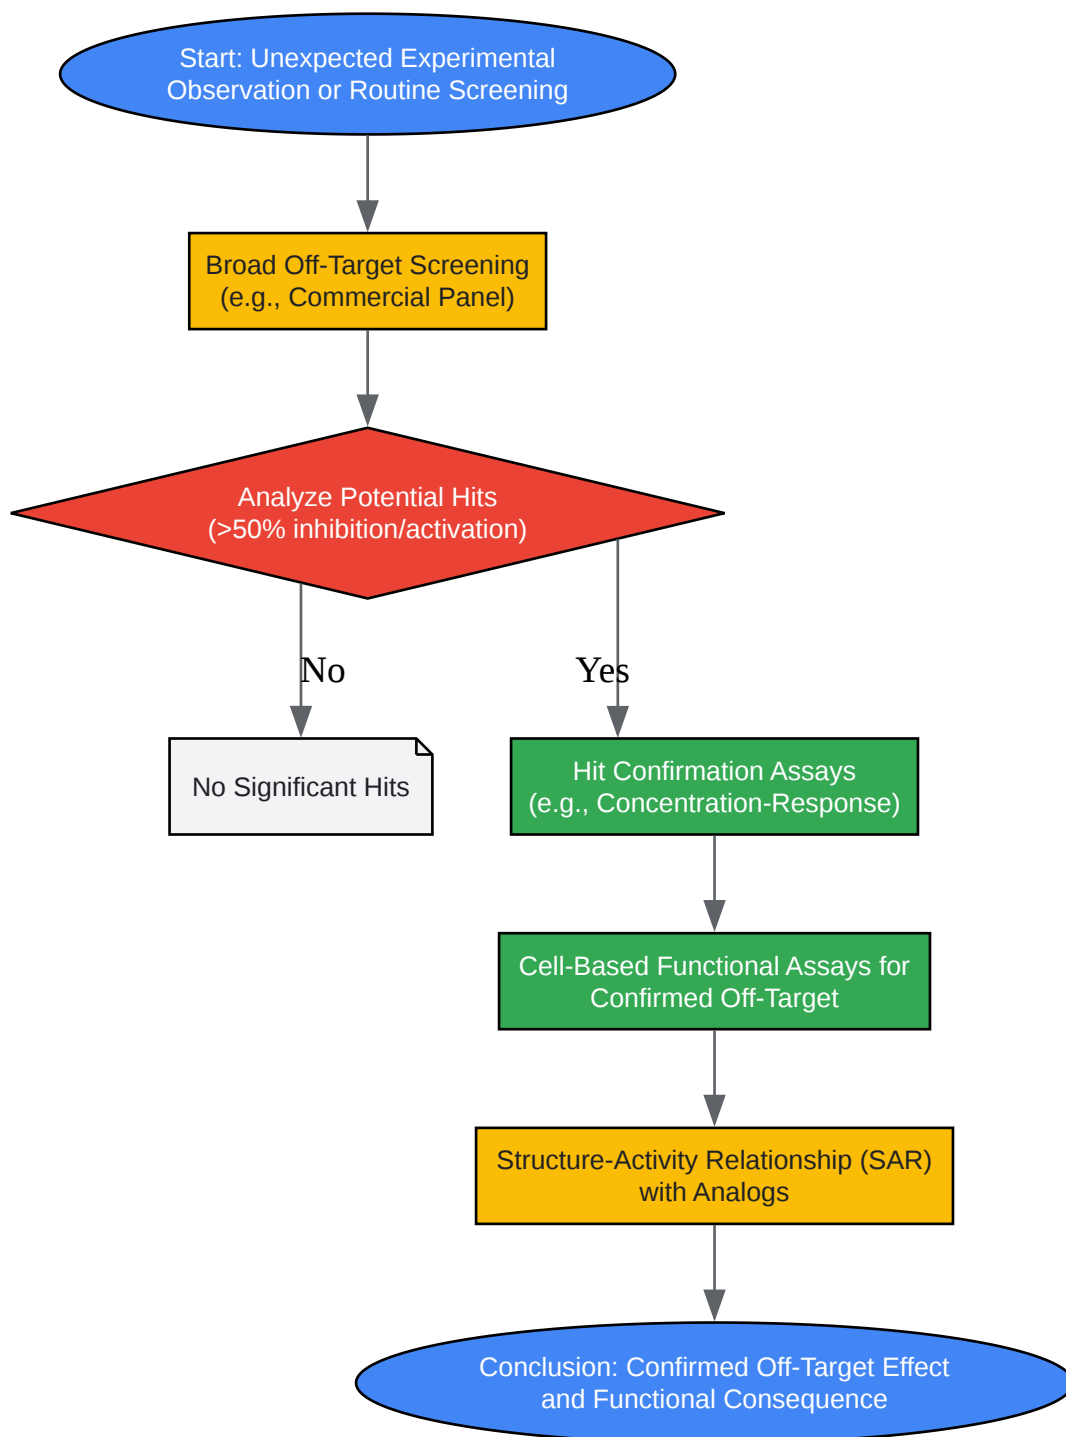 Start: Unexpected Experimental
Observation or Routine Screening
Broad Off-Target Screening
(e.g., Commercial Panel)
Analyze Potential Hits
(>50% inhibition/activation)
No
Yes
No Significant Hits
Hit Confirmation Assays
(e.g., Concentration-Response)
Cell-Based Functional Assays for
Confirmed Off-Target
Structure-Activity Relationship (SAR)
with Analogs
Conclusion: Confirmed Off-Target Effect
and Functional Consequence